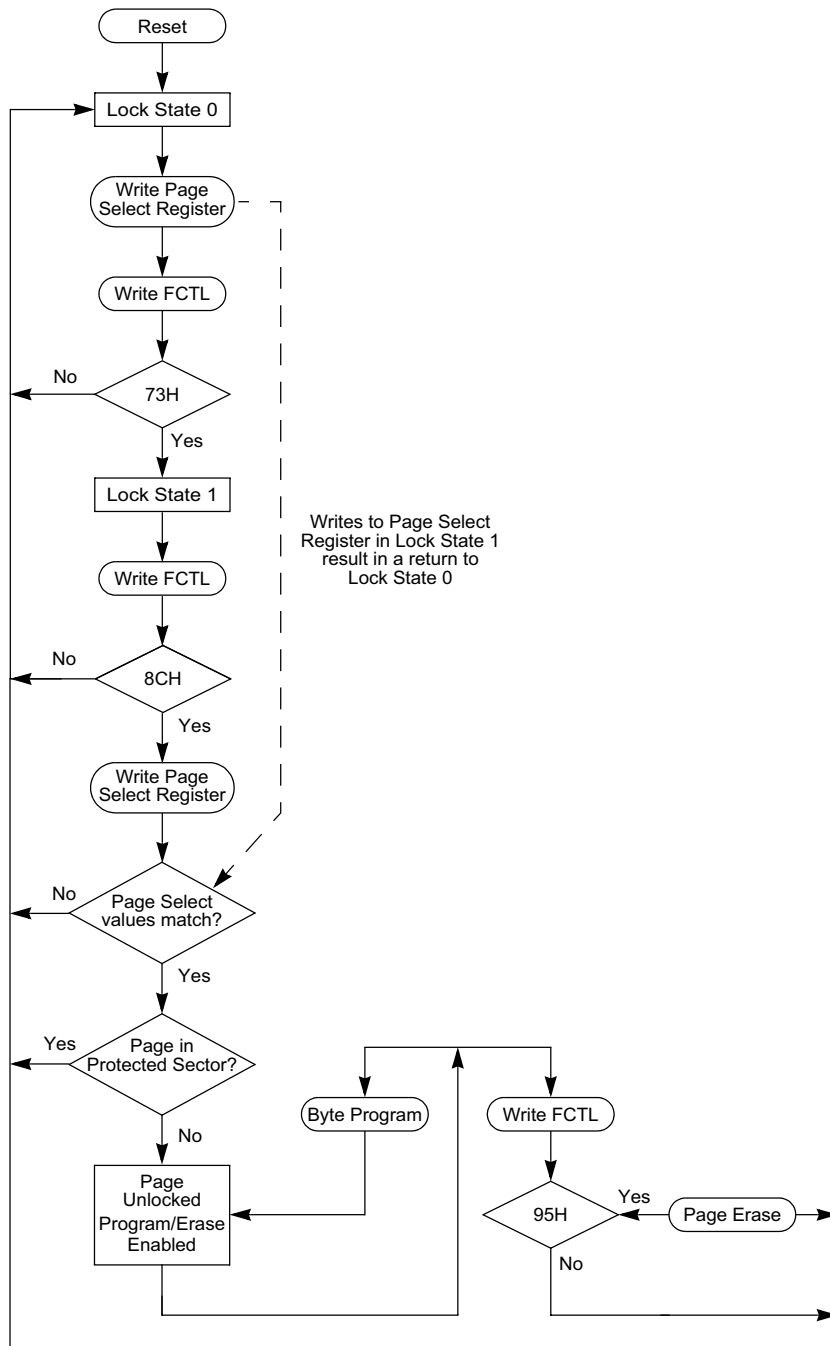 Reset
Lock State 0
Write Page
Select Register
Write FCTL
73H
No
Yes
Lock State 1
Writes to Page Select
Register in Lock State 1
result in a return to
Lock State 0
Write FCTL
8CH
No
Yes
Write Page
Select Register
Page Select
values match?
No
Yes
Page in
Protected Sector?
Yes
No
Byte Program
Write FCTL
Page
Unlocked
Program/Erase
Enabled
95H
Yes
Page Erase
No